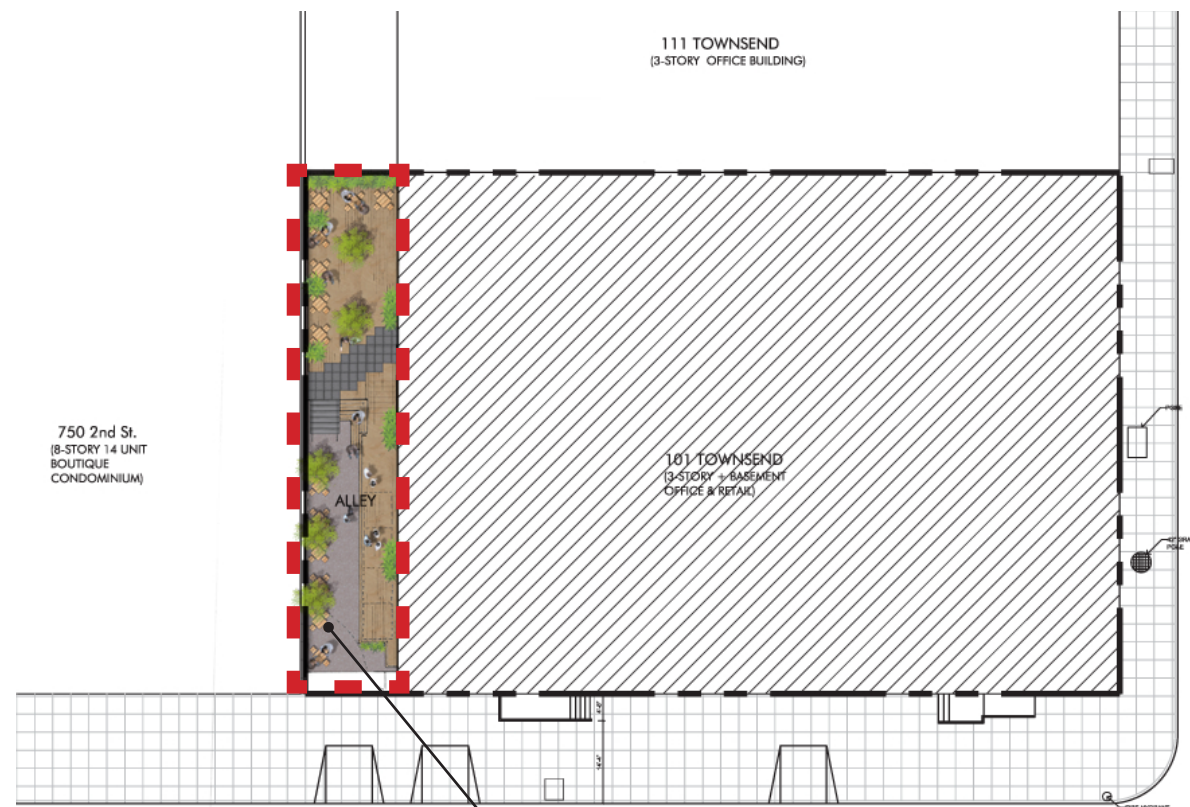 111 TOWNSEND
(3-STORY OFFICE BUILDING)
750 2nd St.
(8-STORY 14 UNIT
BOUTIQUE
CONDOMINIUM)
ALLEY
101 TOWNSEND
(3-STORY + BASEMENT
OFFICE & RETAIL)
POLE